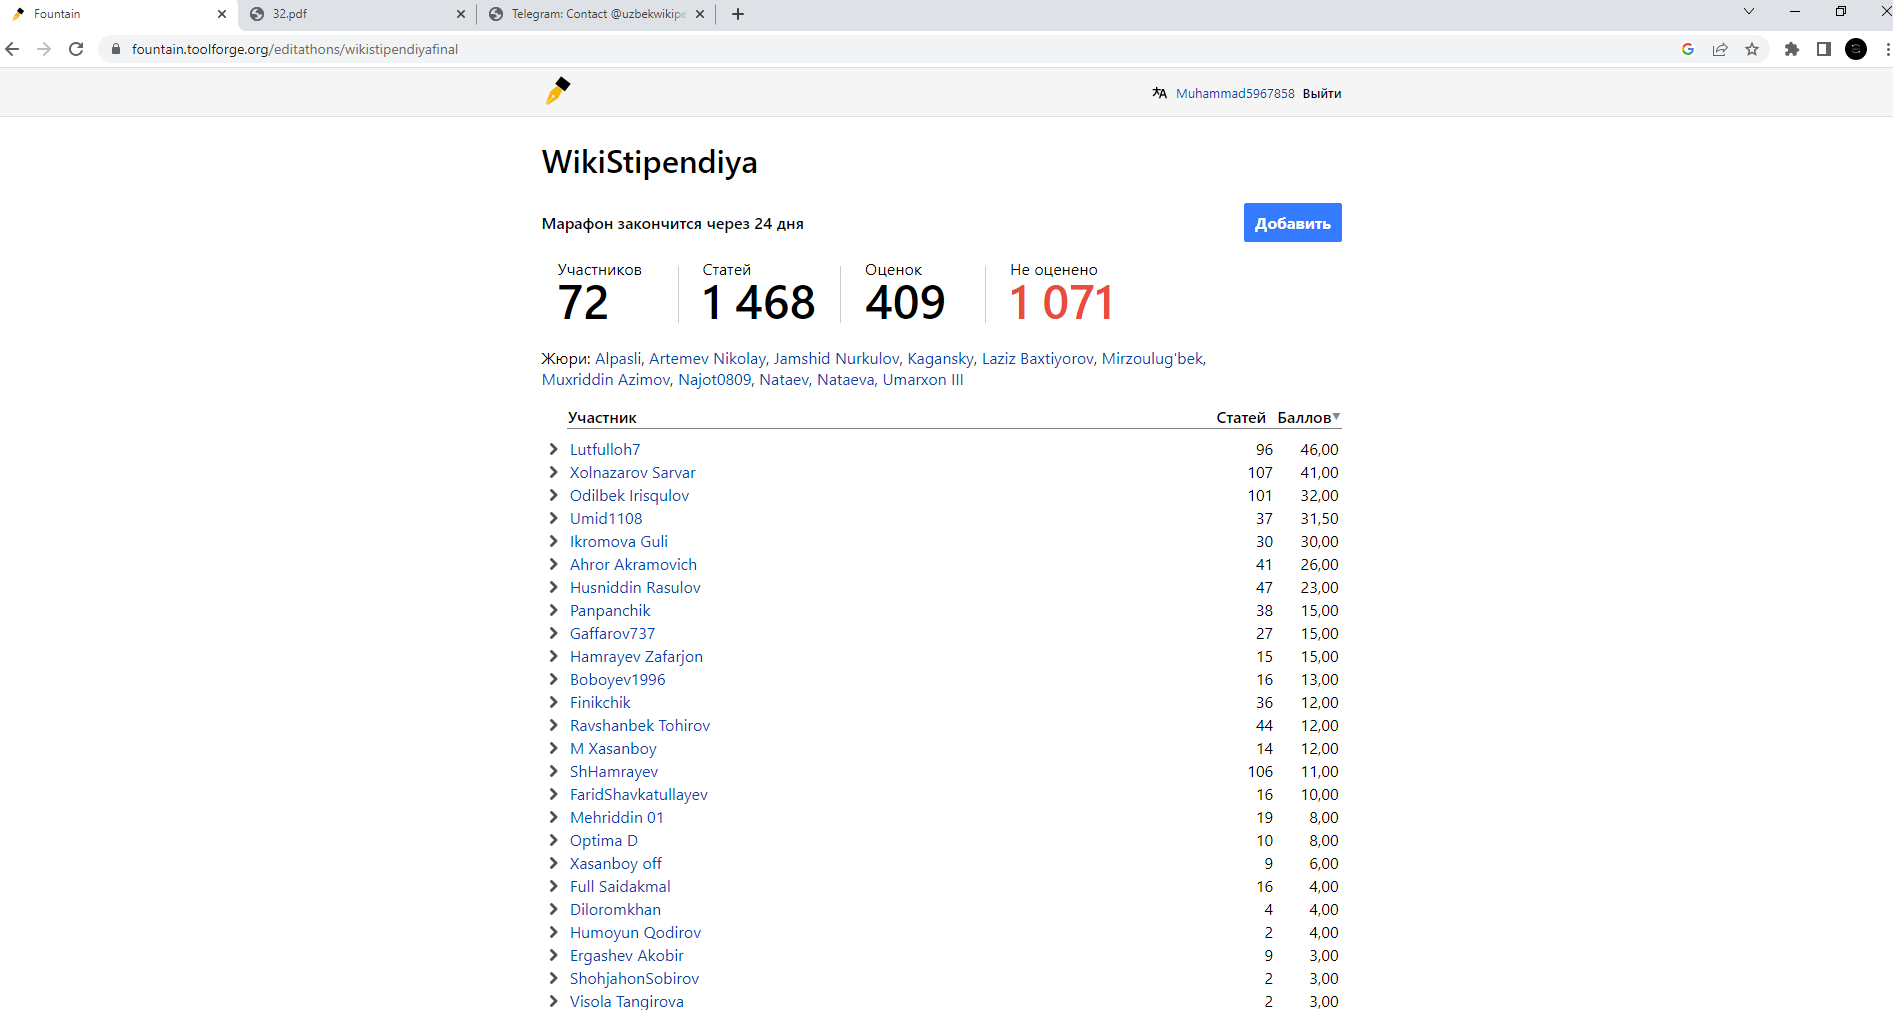 Fountain
32.pdf
Telegram: Contact @uzbekwikipe
fountain.toolforge.org/editathons/wikistipendiyafinal
Muhammad5967858 Выйти
WikiStipendiya
Марафон закончится через 24 дня
Добавить
Участников Статей Оценок Не оценено
72 1 468 409 1 071
Жюри: Alpasli, Artemev Nikolay, Jamshid Nurkulov, Kagansky, Laziz Baxtiyorov, Mirzoulug'bek,
Muxriddin Azimov, Najot0809, Nataev, Nataeva, Umarxon III
Участник Статей Баллов
Lutfulloh7 96 46,00
Xolnazarov Sarvar 107 41,00
Odilbek Irisqulov 101 32,00
Umid1108 37 31,50
Ikromova Guli 30 30,00
Ahror Akramovich 41 26,00
Husniddin Rasulov 47 23,00
Panpanchik 38 15,00
Gaffarov737 27 15,00
Hamrayev Zafarjon 15 15,00
Boboyev1996 16 13,00
Finikchik 36 12,00
Ravshanbek Tohirov 44 12,00
M Xasanboy 14 12,00
ShHamrayev 106 11,00
FaridShavkatullayev 16 10,00
Mehriddin 01 19 8,00
Optima D 10 8,00
Xasanboy off 9 6,00
Full Saidakmal 16 4,00
Diloromkhan 4 4,00
Humoyun Qodirov 2 4,00
Ergashev Akobir 9 3,00
ShohjahonSobirov 2 3,00
Visola Tangirova 2 3,00